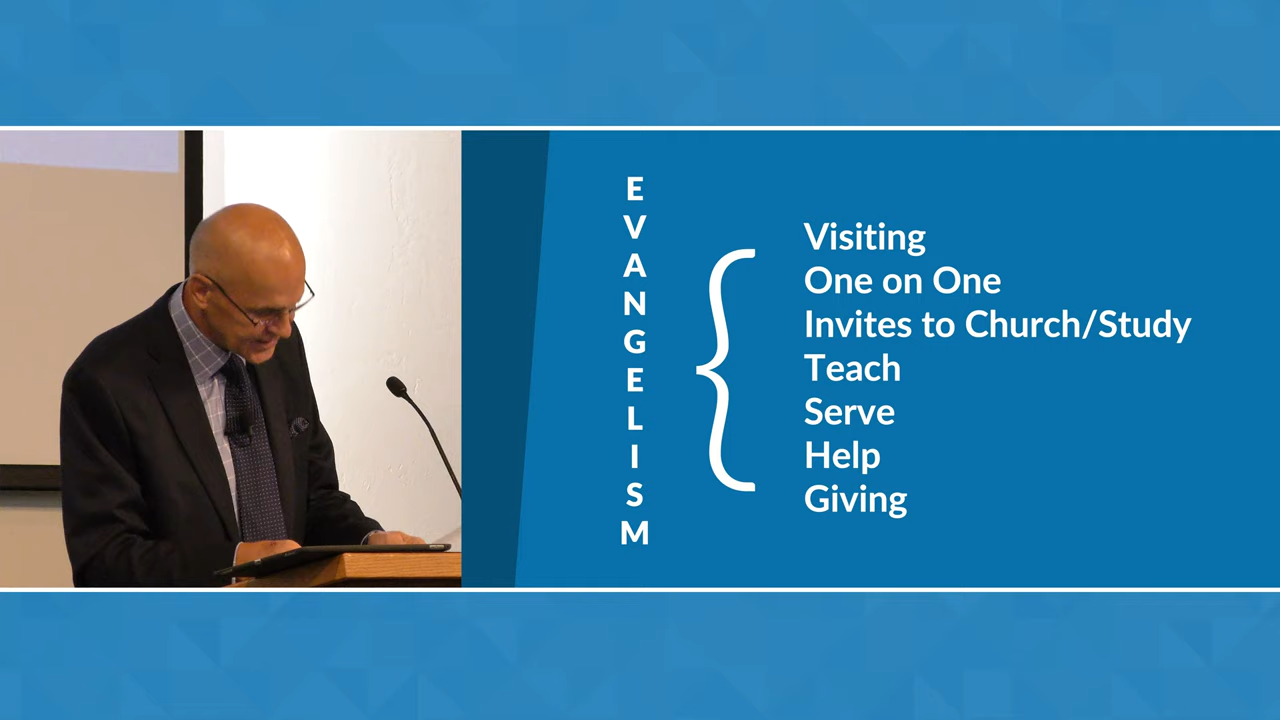 EVANGELISM
Visiting
One on One
Invites to Church/Study
Teach
Serve
Help
Giving